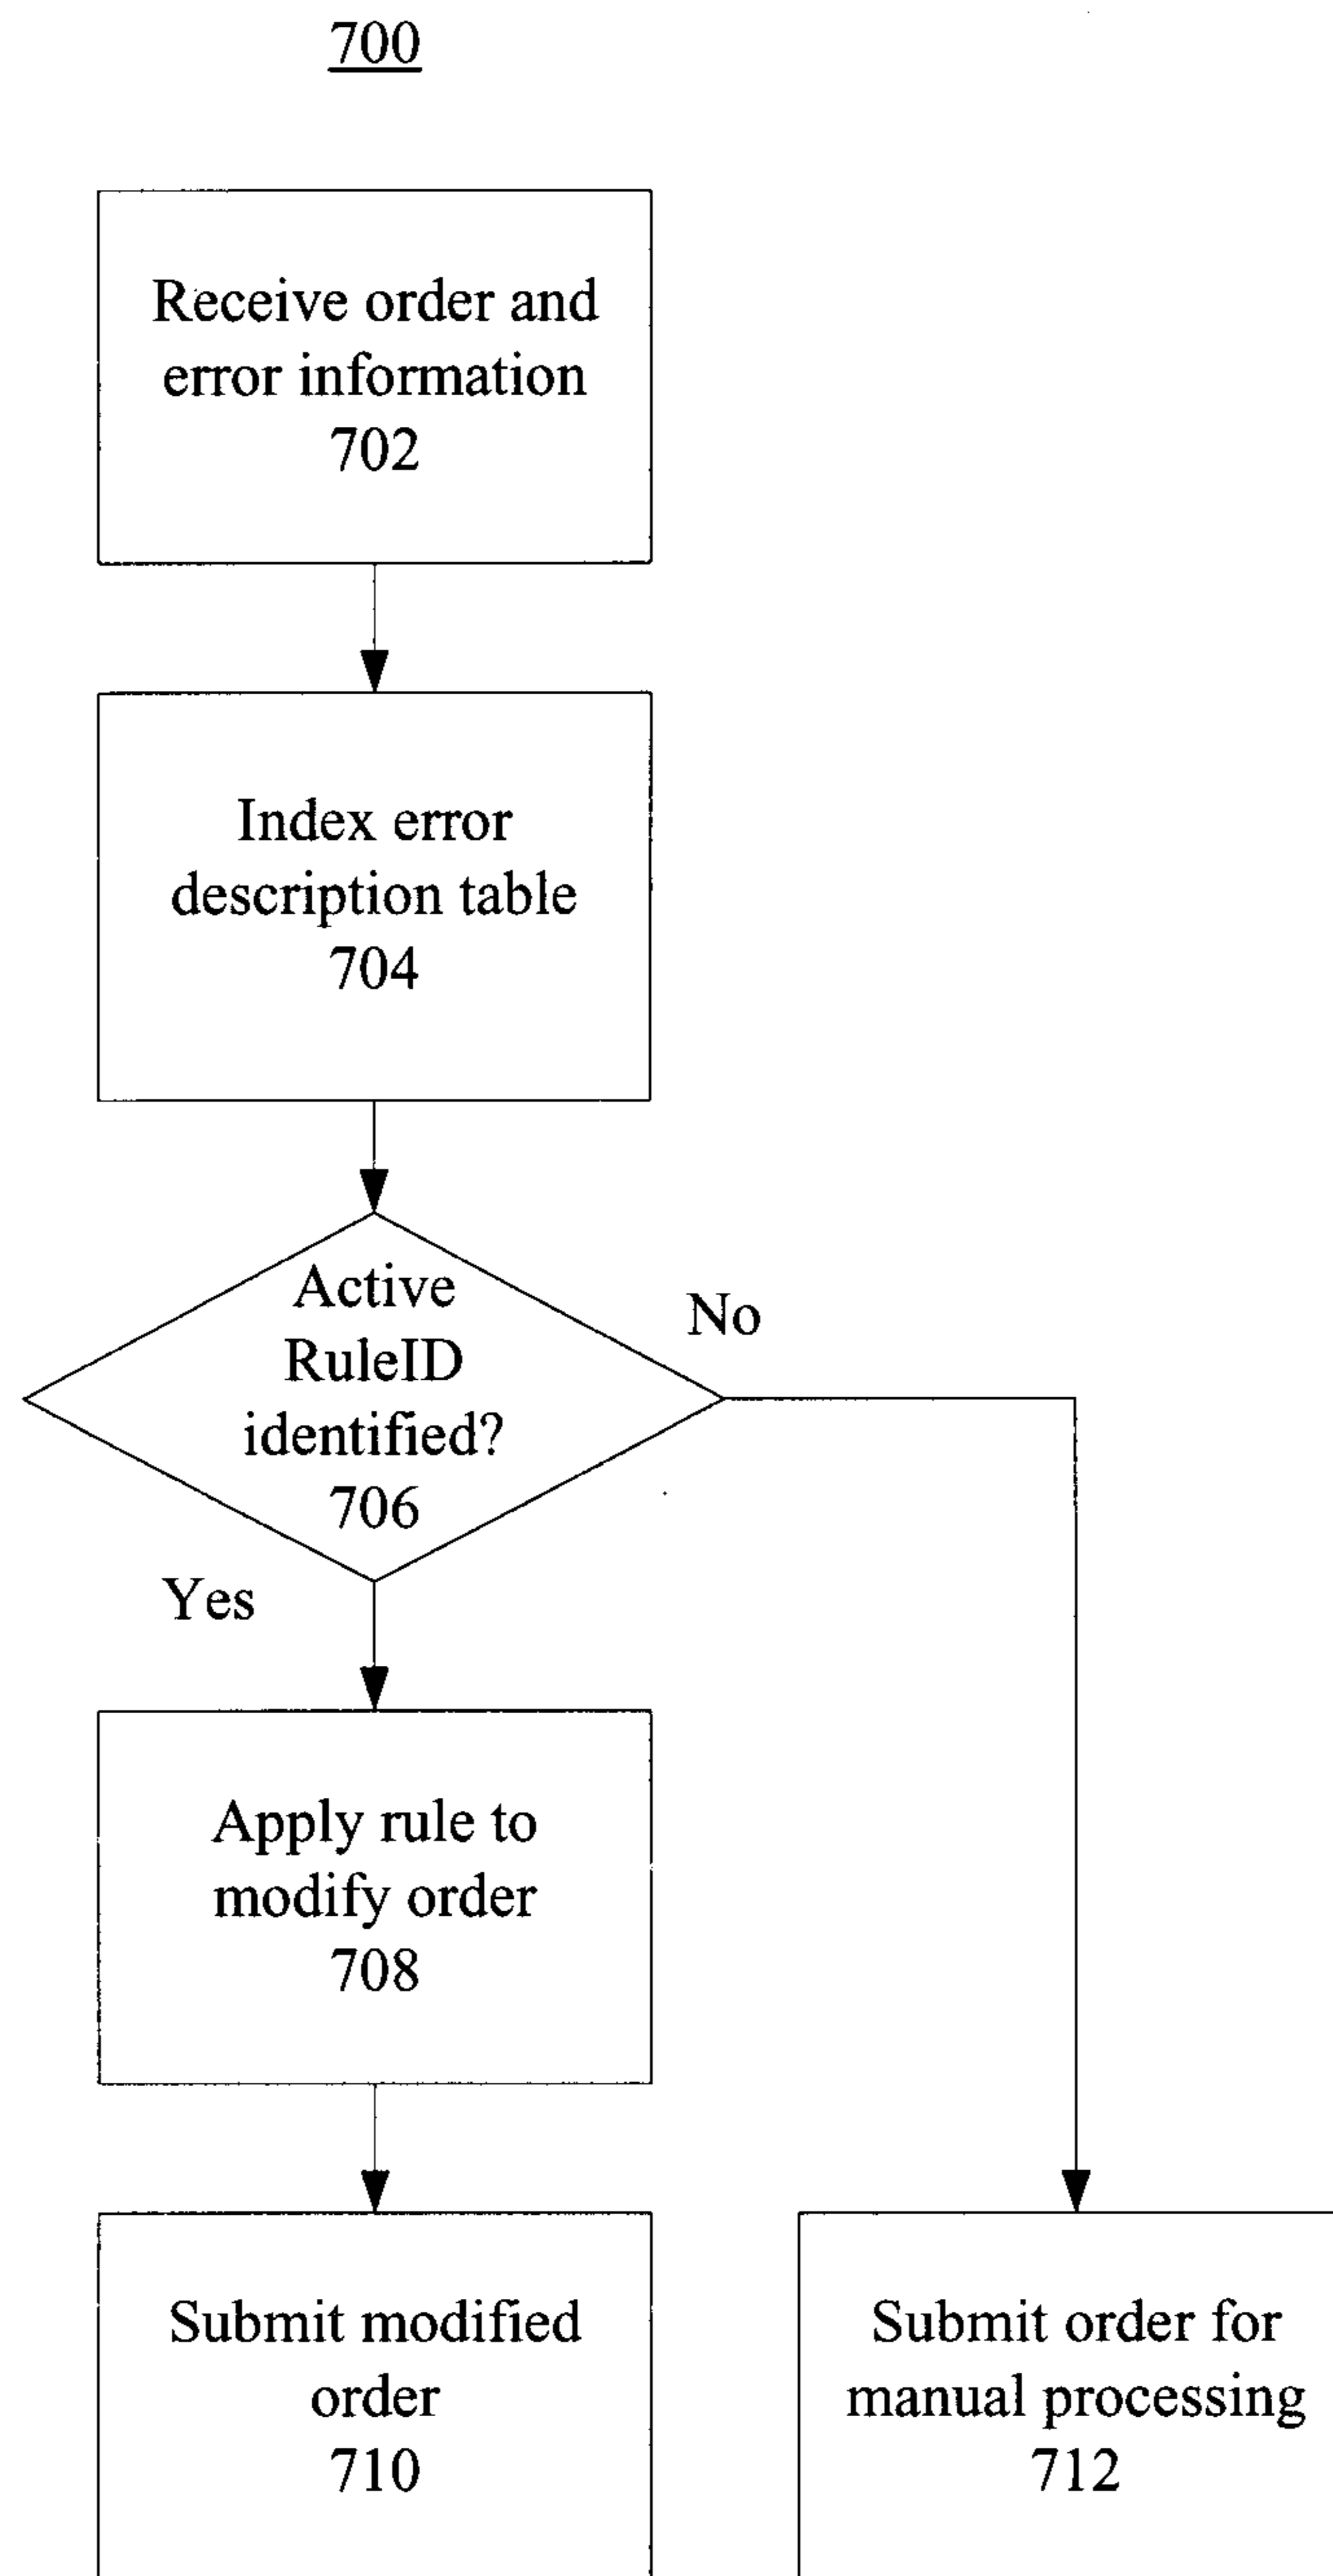 700
Receive order and
error information
702
Index error
description table
704
Active
RuleID
identified?
706
No
Yes
Apply rule to
modify order
708
Submit modified
order
710
Submit order for
manual processing
712